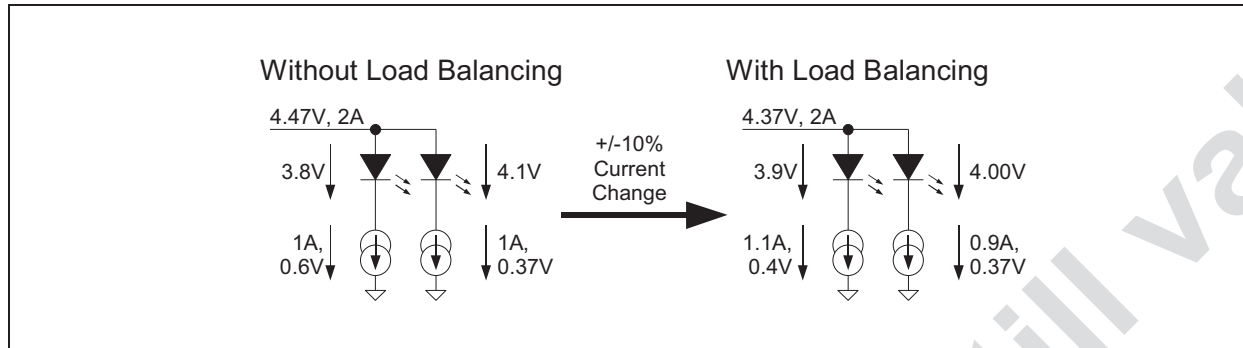 Without Load Balancing
4.47V, 2A
3.8V
4.1V
1A,
0.6V
1A,
0.37V
+/-10%
Current
Change
With Load Balancing
4.37V, 2A
3.9V
4.00V
1.1A,
0.4V
0.9A,
0.37V
till